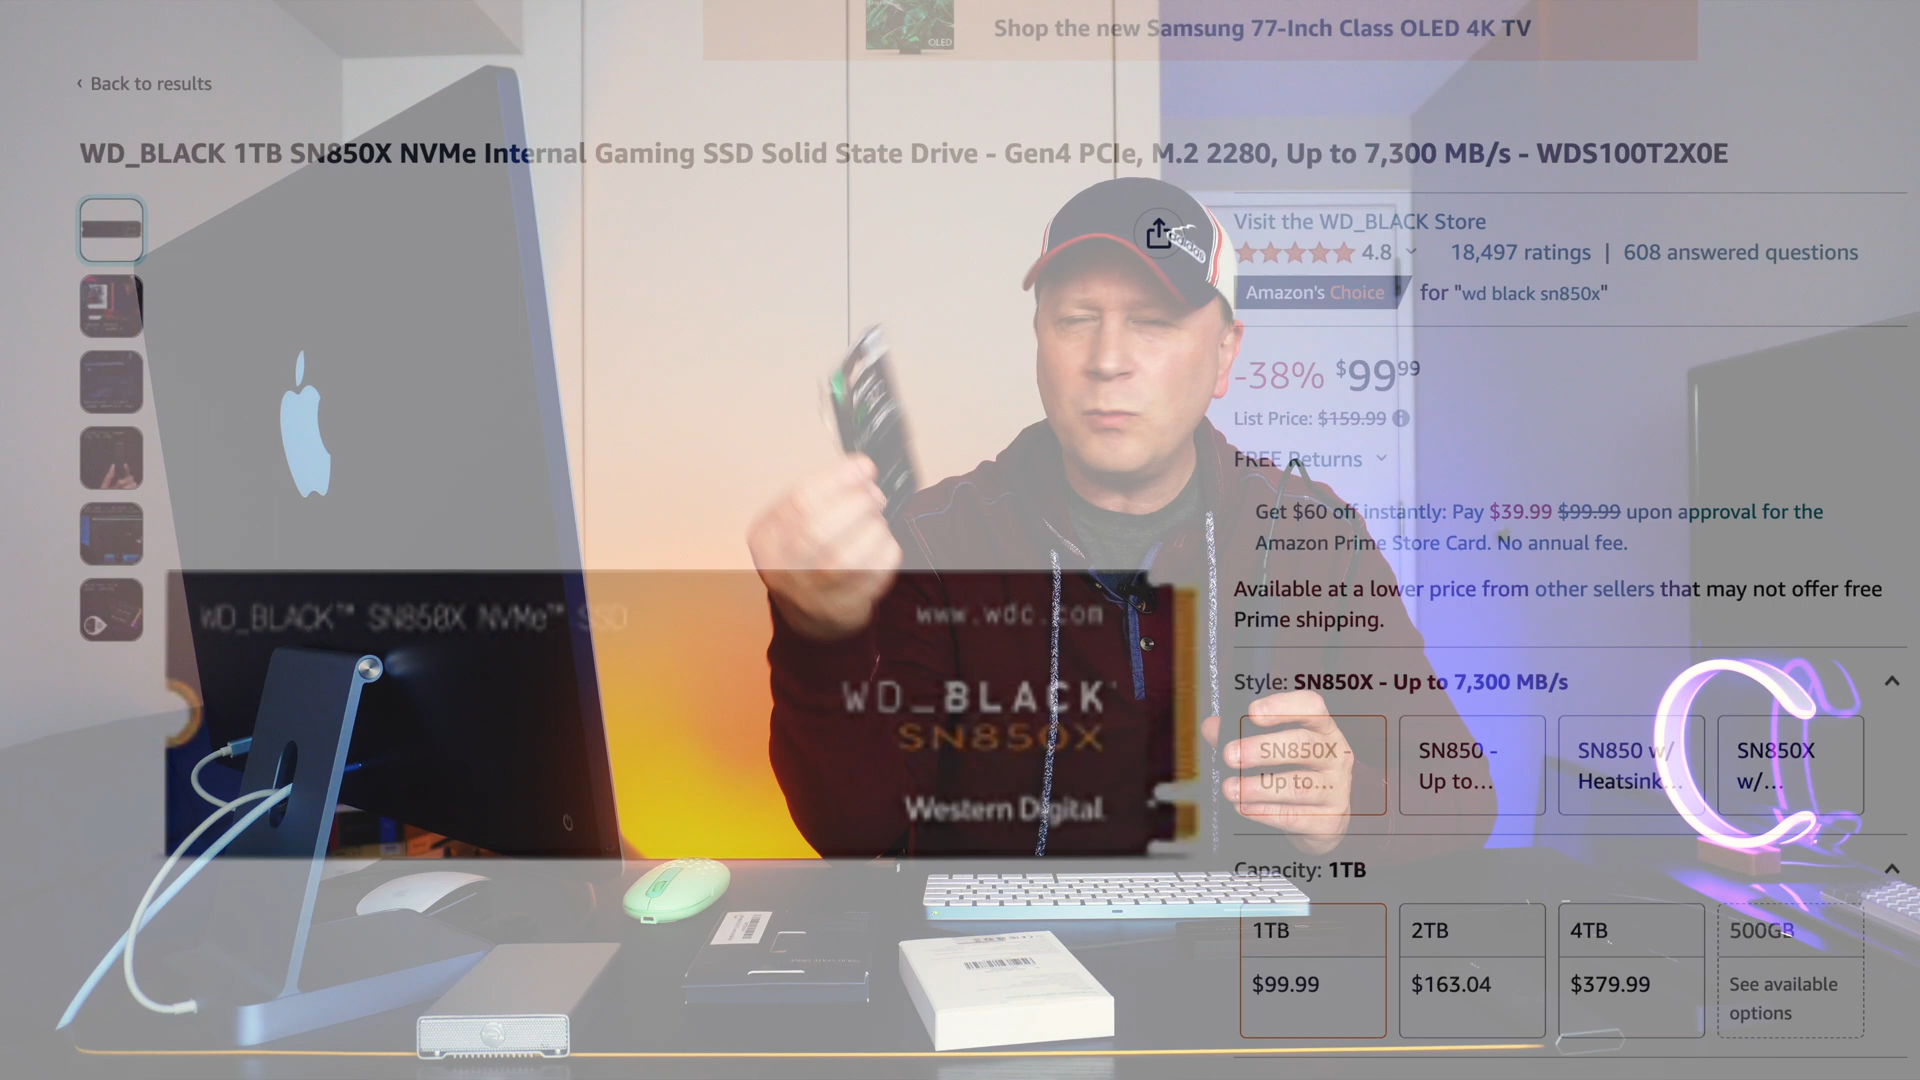 Shop the new Samsung 77-Inch Class OLED 4K TV
OLED
‹ Back to results
WD_BLACK 1TB SN850X NVMe Internal Gaming SSD Solid State Drive - Gen4 PCIe, M.2 2280, Up to 7,300 MB/s - WDS100T2X0E
Visit the WD_BLACK Store
4.8
18,497 ratings | 608 answered questions
Amazon's Choice for "wd black sn850x"
adidas
-38% $99.99
List Price: $159.99
FREE Returns
Get $60 off instantly: Pay $39.99 $99.99 upon approval for the
Amazon Prime Store Card. No annual fee.
Available at a lower price from other sellers that may not offer free
Prime shipping.
WD_BLACK™ SN850X NVMe™ SSD
www.wdc.com
WD_BLACK
SN850X
Western Digital
Style: SN850X - Up to 7,300 MB/s
SN850X -
Up to...
SN850 -
Up to...
SN850 w/
Heatsink...
SN850X
w/...
Capacity: 1TB
1TB
$99.99
2TB
$163.04
4TB
$379.99
500GB
See available
options